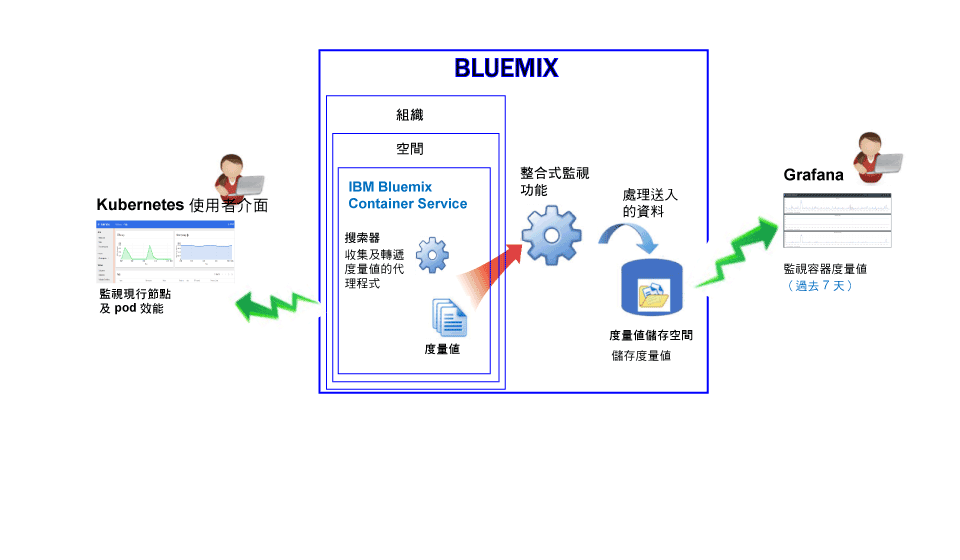 BLUEMIX
組織
空間
IBM Bluemix
Container Service
搜索器
收集及轉遞
度量值的代
理程式
度量值
整合式監視
功能
處理送入
的資料
度量值儲存空間
儲存度量值
Kubernetes 使用者介面
監視現行節點
及 pod 效能
Grafana
監視容器度量值
（過去 7 天）